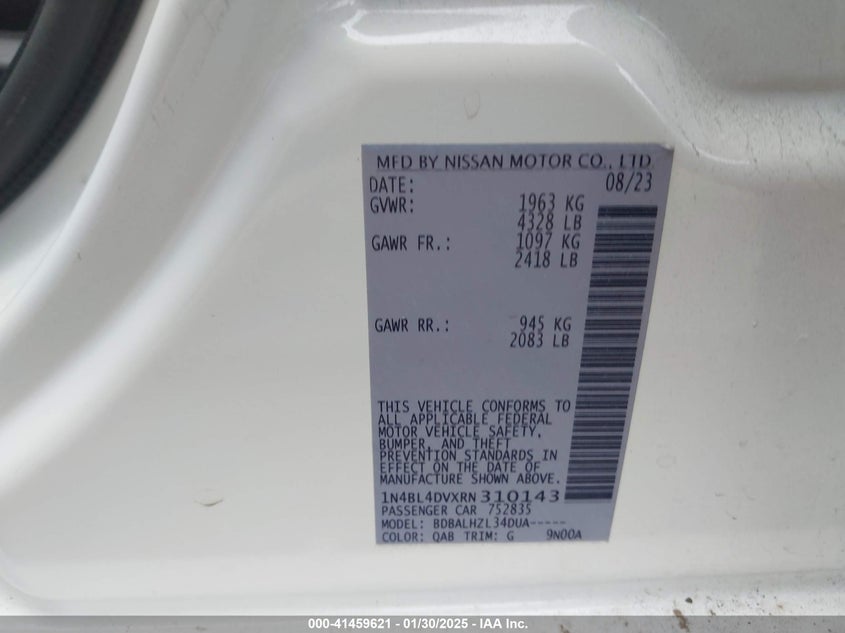 MFD BY NISSAN MOTOR CO., LTD.
DATE: 08/23
GVWR: 1963 KG
4328 LB
GAWR FR.: 1097 KG
2418 LB
GAWR RR.: 945 KG
2083 LB
THIS VEHICLE CONFORMS TO
ALL APPLICABLE FEDERAL
MOTOR VEHICLE SAFETY,
BUMPER, AND THEFT
PREVENTION STANDARDS IN
EFFECT ON THE DATE OF
MANUFACTURE SHOWN ABOVE.
1N4BL4DVXRN310143
PASSENGER CAR 752835
MODEL: BDBALHZL34DUA-----
COLOR: QAB TRIM: G 9N00A
000-41459621 - 01/30/2025 - IAA Inc.